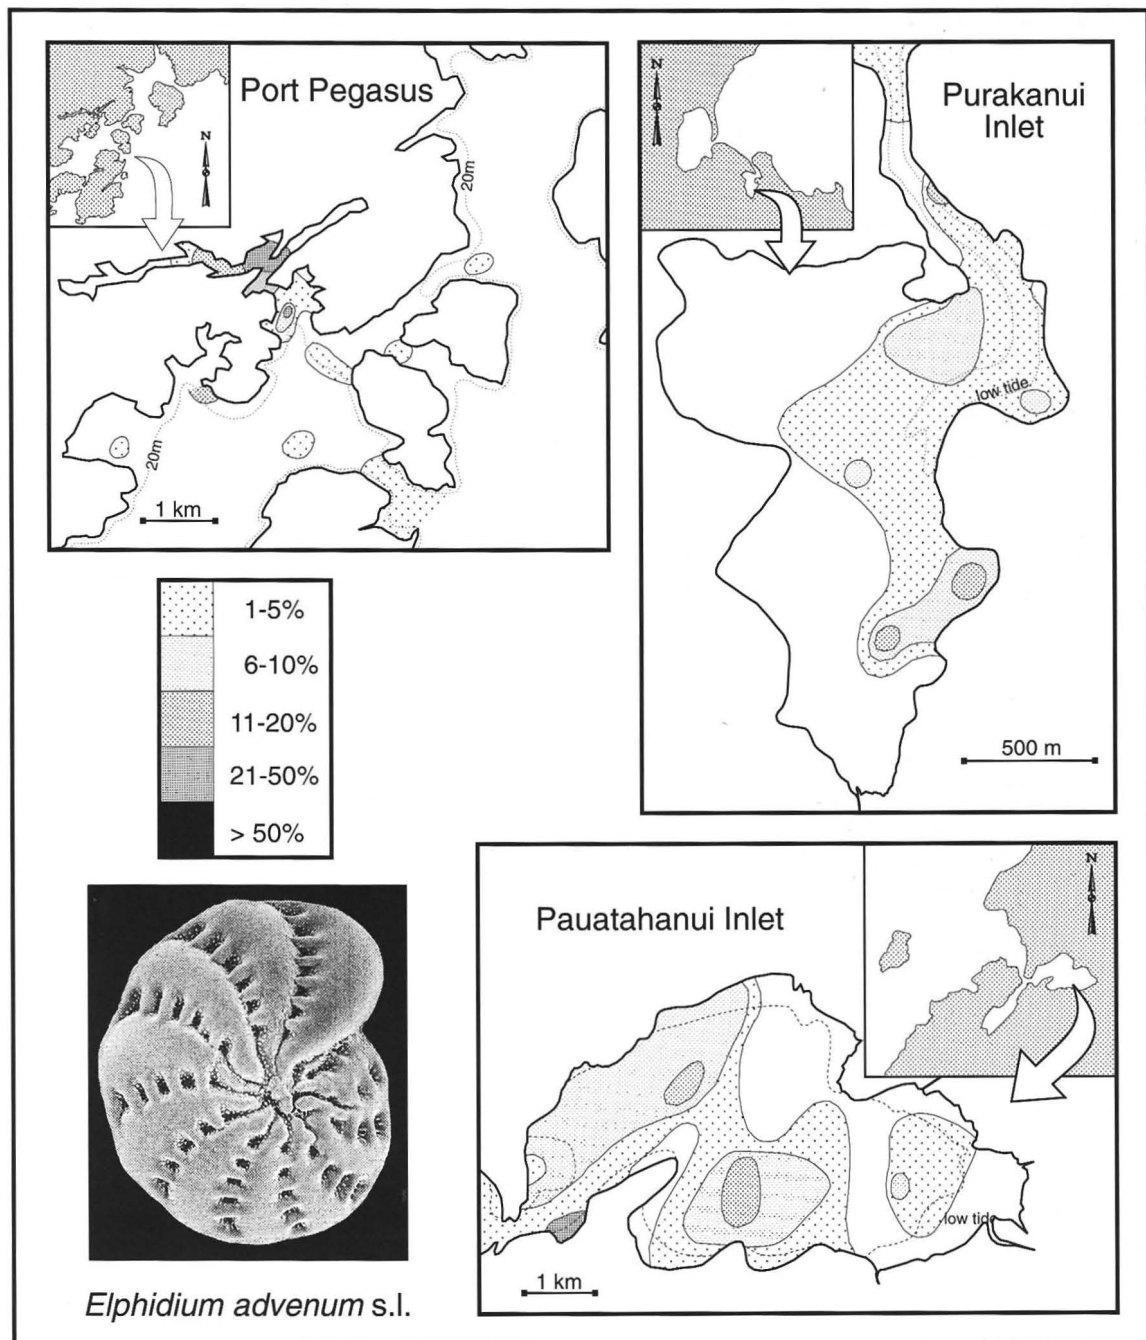 Port Pegasus
N
20m
20m
1 km
Purakanui
Inlet
N
low tide
500 m
1-5%
6-10%
11-20%
21-50%
> 50%
Pauatahanui Inlet
N
low tide
1 km
Elphidium advenum s.l.